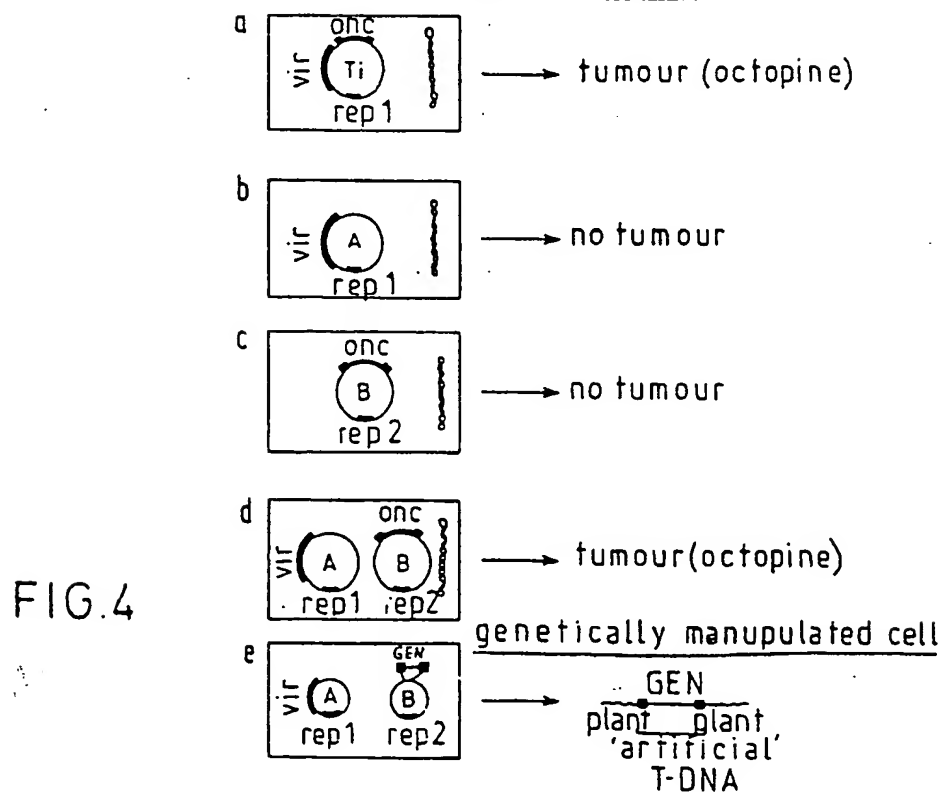 a
onc
vir
Ti
rep 1
tumour (octopine)
b
vir
A
rep 1
no tumour
c
onc
B
rep 2
no tumour
d
onc
vir
A
B
rep1
rep2
tumour(octopine)
FIG.4
genetically manupulated cell
e
GEN
vir
A
B
rep1
rep2
GEN
plant plant
'artificial'
T-DNA